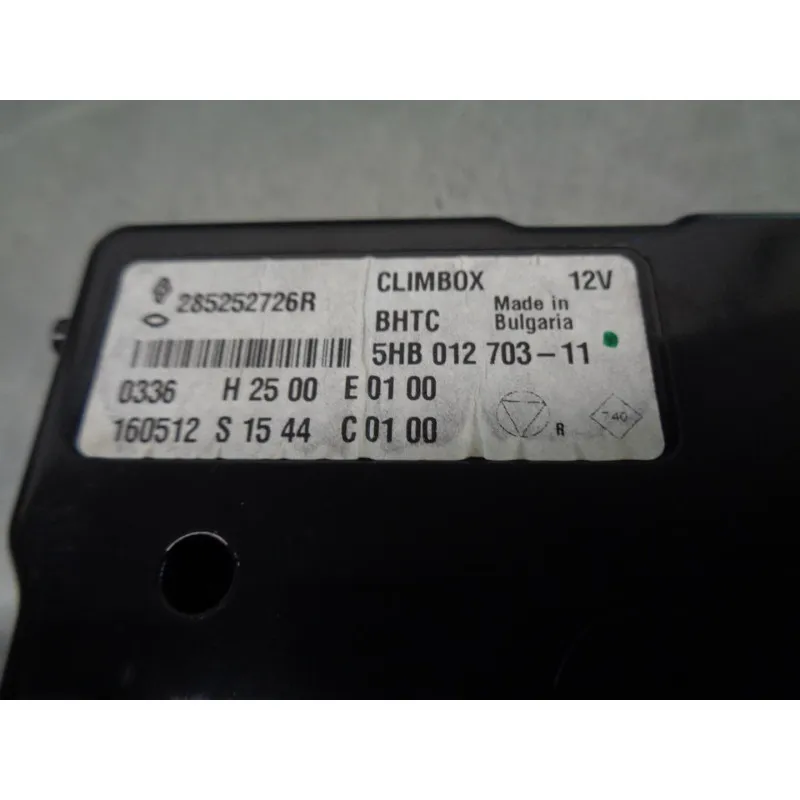 285252726R
CLIMBOX 12V
BHTC Made in Bulgaria
5HB 012 703-11
0336 H 25 00 E 01 00
160512 S 15 44 C 01 00
R
740